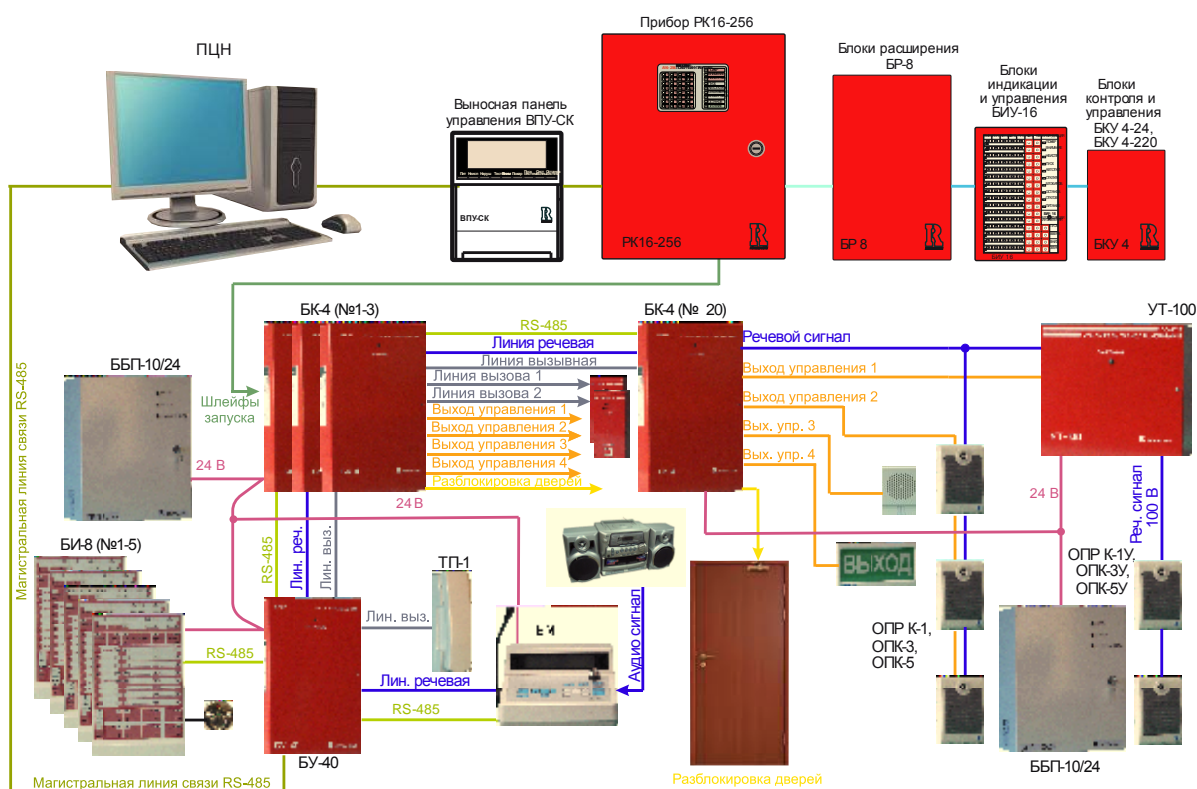 Прибор РК16-256
ПЦН
Блоки расширения
БР-8
Блоки
индикации
и управления
БИУ-16
Блоки
контроля и
управления
БКУ 4-24,
БКУ 4-220
Выносная панель
управления ВПУ-СК
ВПУ-СК
РК16-256
БР 8
БКУ 4
БК-4 (№1-3)
БК-4 (№ 20)
УТ-100
RS-485
Линия речевая
Линия вызывная
Линия вызова 1
Линия вызова 2
Выход управления 1
Выход управления 2
Выход управления 3
Выход управления 4
Разблокировка дверей
Речевой сигнал
Выход управления 1
Выход управления 2
Вых. упр. 3
Вых. упр. 4
ББП-10/24
Шлейфы
запуска
24 В
24 В
24 В
Реч. сигнал
100 В
Магистральная линия связи RS-485
БИ-8 (№1-5)
RS-485
Лин. реч.
Лин. выз.
ТП-1
ВЫХОД
ОПР К-1У,
ОПК-3У,
ОПК-5У
Лин. выз.
RS-485
Аудио сигнал
ОПР К-1,
ОПК-3,
ОПК-5
Лин. речевая
RS-485
БУ-40
ББП-10/24
Магистральная линия связи RS-485
Разблокировка дверей